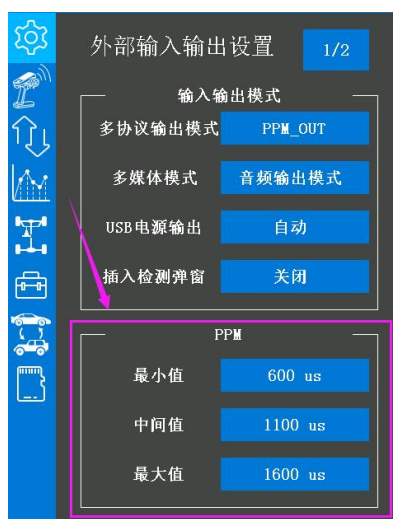 外部输入输出设置 1/2
输入输出模式
多协议输出模式 PPM_OUT
多媒体模式 音频输出模式
USB电源输出 自动
插入检测弹窗 关闭
PPM
最小值 600 us
中间值 1100 us
最大值 1600 us